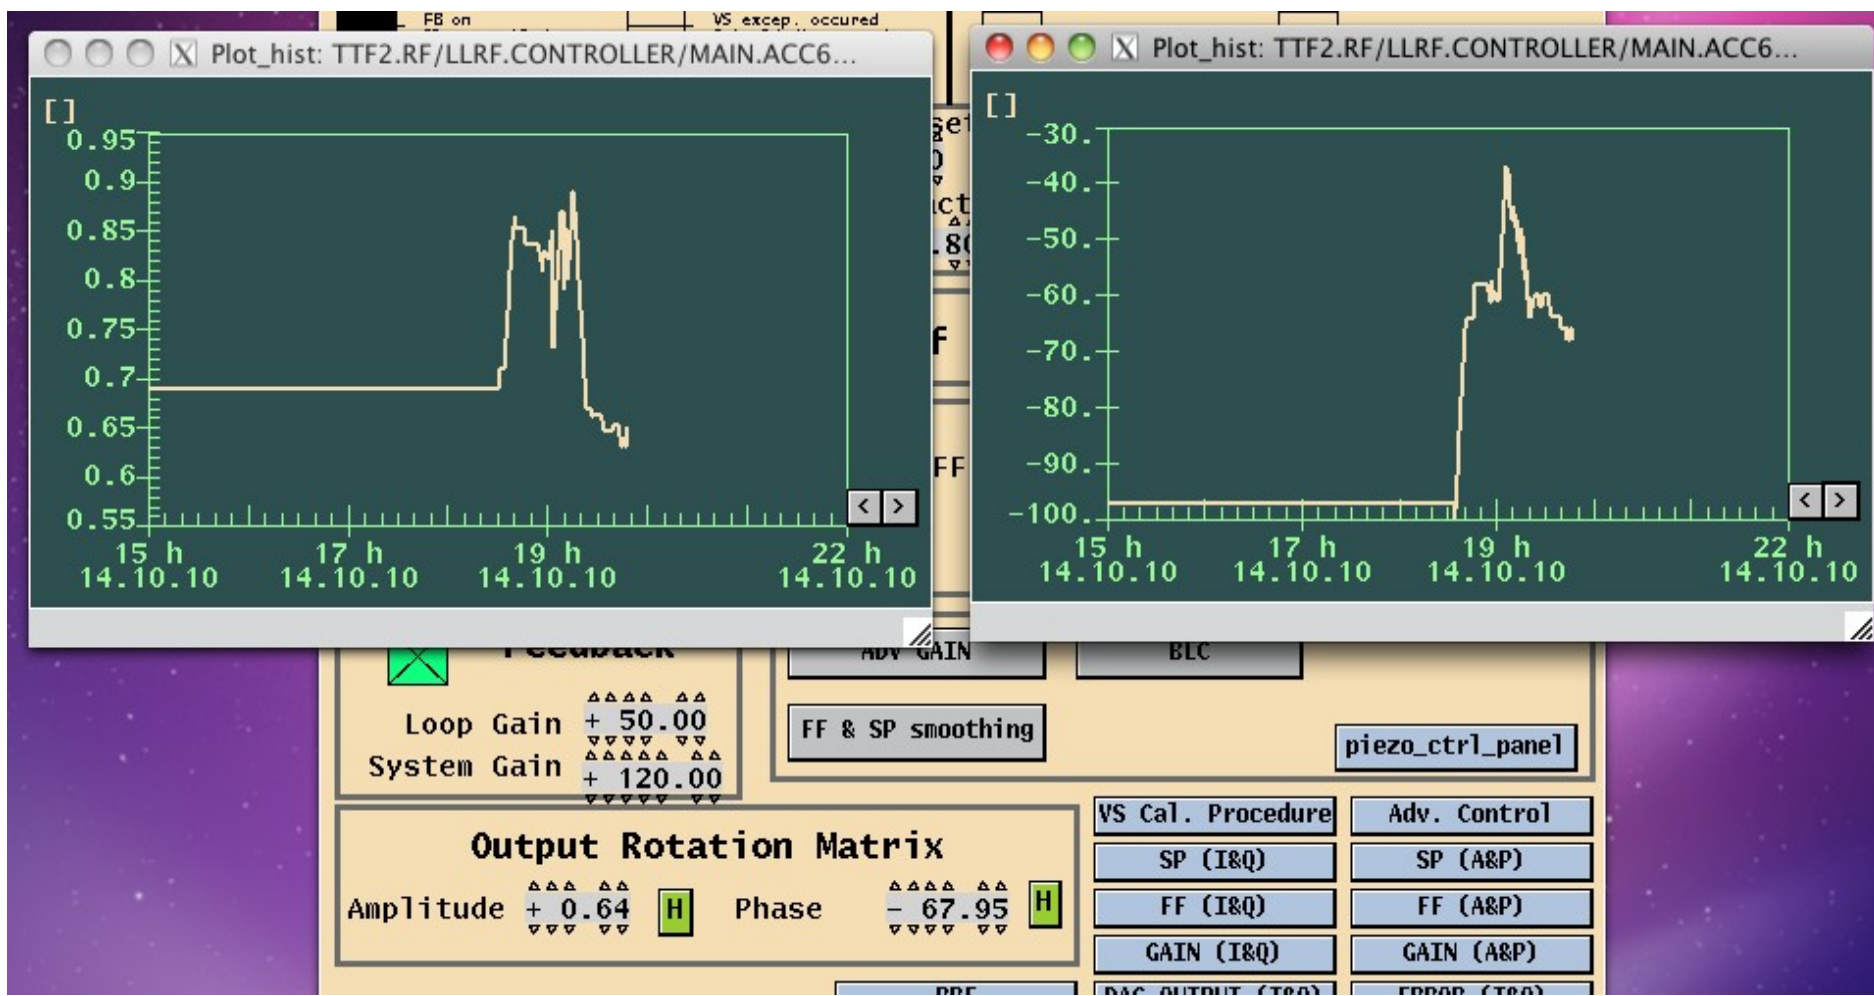 FB on
VS excep. occured
Plot_hist: TTF2.RF/LLRF.CONTROLLER/MAIN.ACC6...
[]
0.95
0.9
0.85
0.8
0.75
0.7
0.65
0.6
0.55
15 h
17 h
19 h
22 h
14.10.10
14.10.10
14.10.10
14.10.10
< >
Plot_hist: TTF2.RF/LLRF.CONTROLLER/MAIN.ACC6...
[]
-30.
-40.
-50.
-60.
-70.
-80.
-90.
-100.
15 h
17 h
19 h
22 h
14.10.10
14.10.10
14.10.10
14.10.10
< >
FF
Feedback
ADV GAIN
BLC
Loop Gain + 50.00
System Gain + 120.00
FF & SP smoothing
piezo_ctrl_panel
Output Rotation Matrix
Amplitude + 0.64 H Phase - 67.95 H
VS Cal. Procedure
Adv. Control
SP (I&Q)
SP (A&P)
FF (I&Q)
FF (A&P)
GAIN (I&Q)
GAIN (A&P)
DAC OUTPUT (I&Q)
ERROR (I&Q)